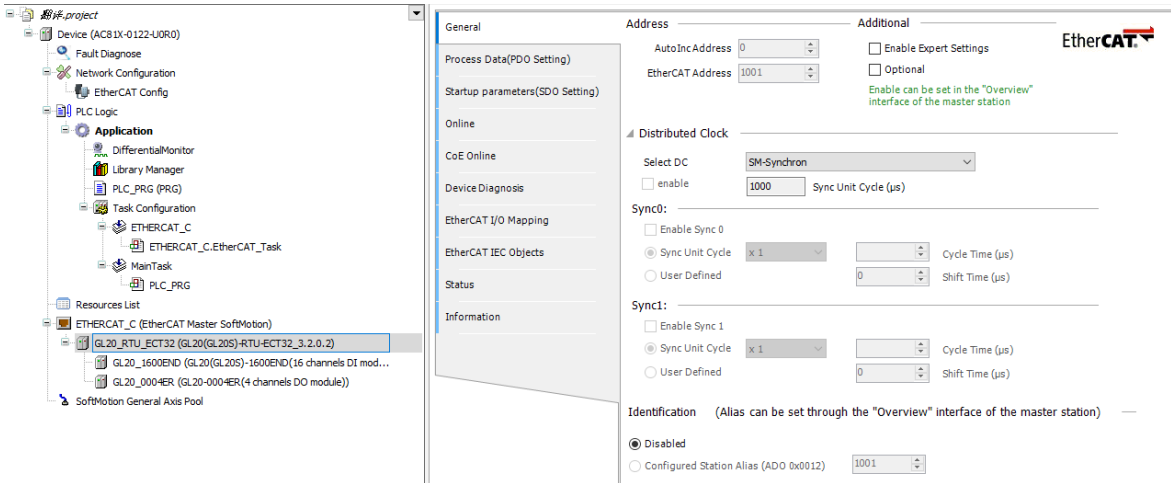 翻译.project
Device (AC81X-0122-U0R0)
Fault Diagnose
Network Configuration
EtherCAT Config
PLC Logic
Application
DifferentialMonitor
Library Manager
PLC_PRG (PRG)
Task Configuration
ETHERCAT_C
ETHERCAT_C.EtherCAT_Task
MainTask
PLC_PRG
Resources List
ETHERCAT_C (EtherCAT Master SoftMotion)
GL20_RTU_ECT32 (GL20(GL20S)-RTU-ECT32_3.2.0.2)
GL20_1600END (GL20(GL20S)-1600END(16 channels DI mod...
GL20_0004ER (GL20-0004ER(4 channels DO module))
SoftMotion General Axis Pool
General
Process Data(PDO Setting)
Startup parameters(SDO Setting)
Online
CoE Online
Device Diagnosis
EtherCAT I/O Mapping
EtherCAT IEC Objects
Status
Information
Address
AutoIncAddress 0
EtherCAT Address 1001
Additional
Enable Expert Settings
Optional
Enable can be set in the "Overview"
interface of the master station
EtherCAT.
Distributed Clock
Select DC SM-Synchron
enable 1000 Sync Unit Cycle (µs)
Sync0:
Enable Sync 0
Sync Unit Cycle x 1 Cycle Time (µs)
User Defined 0 Shift Time (µs)
Sync1:
Enable Sync 1
Sync Unit Cycle x 1 Cycle Time (µs)
User Defined 0 Shift Time (µs)
Identification (Alias can be set through the "Overview" interface of the master station)
Disabled
Configured Station Alias (ADO 0x0012) 1001